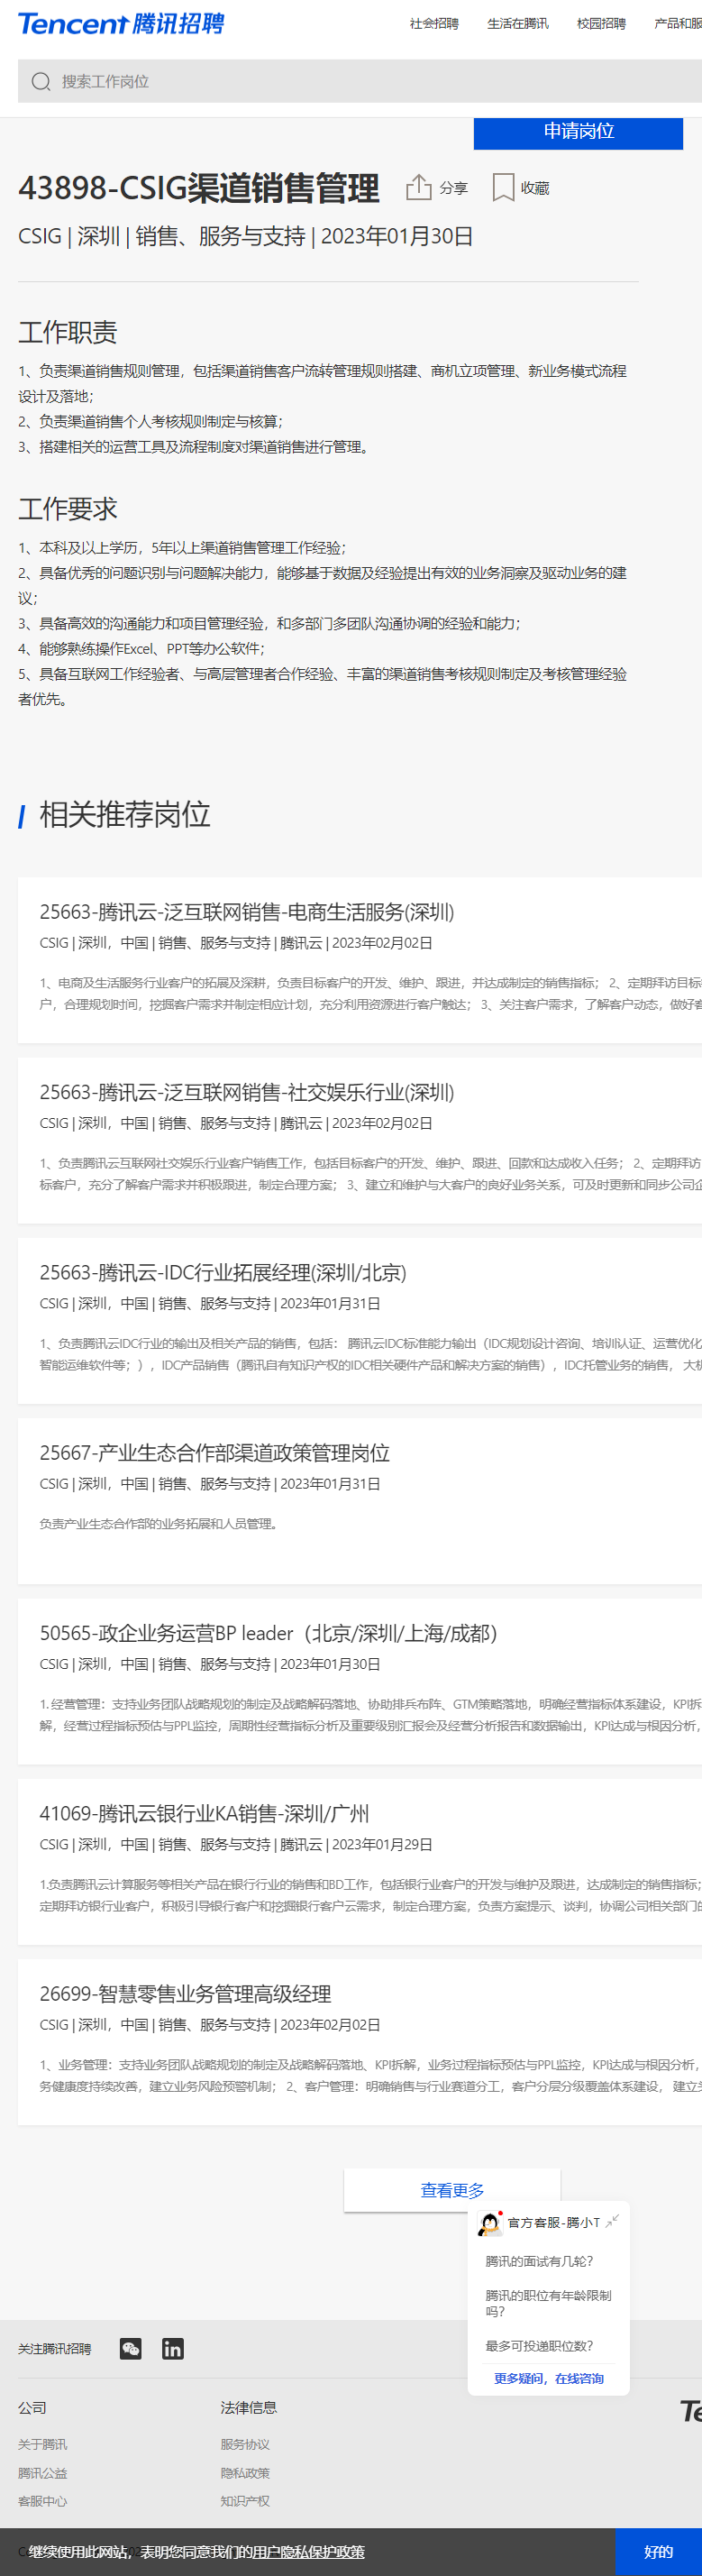 Tencent 腾讯招聘
社会招聘 生活在腾讯 校园招聘 产品和服
搜索工作岗位
申请岗位
43898-CSIG渠道销售管理 分享 收藏
CSIG | 深圳 | 销售、服务与支持 | 2023年01月30日
工作职责
1、负责渠道销售规则管理，包括渠道销售客户流转管理规则搭建、商机立项管理、新业务模式流程
设计及落地；
2、负责渠道销售个人考核规则制定与核算；
3、搭建相关的运营工具及流程制度对渠道销售进行管理。
工作要求
1、本科及以上学历，5年以上渠道销售管理工作经验；
2、具备优秀的问题识别与问题解决能力，能够基于数据及经验提出有效的业务洞察及驱动业务的建
议；
3、具备高效的沟通能力和项目管理经验，和多部门多团队沟通协调的经验和能力；
4、能够熟练操作Excel、PPT等办公软件；
5、具备互联网工作经验者、与高层管理者合作经验、丰富的渠道销售考核规则制定及考核管理经验
者优先。
相关推荐岗位
25663-腾讯云-泛互联网销售-电商生活服务(深圳)
CSIG | 深圳，中国 | 销售、服务与支持 | 腾讯云 | 2023年02月02日
1、电商及生活服务行业客户的拓展及深耕，负责目标客户的开发、维护、跟进，并达成制定的销售指标； 2、定期拜访目标
户，合理规划时间，挖掘客户需求并制定相应计划，充分利用资源进行客户触达； 3、关注客户需求，了解客户动态，做好客
25663-腾讯云-泛互联网销售-社交娱乐行业(深圳)
CSIG | 深圳，中国 | 销售、服务与支持 | 腾讯云 | 2023年02月02日
1、负责腾讯云互联网社交娱乐行业客户销售工作，包括目标客户的开发、维护、跟进、回款和达成收入任务； 2、定期拜访
标客户，充分了解客户需求并积极跟进，制定合理方案； 3、建立和维护与大客户的良好业务关系，可及时更新和同步公司企
25663-腾讯云-IDC行业拓展经理(深圳/北京)
CSIG | 深圳，中国 | 销售、服务与支持 | 2023年01月31日
1、负责腾讯云IDC行业的输出及相关产品的销售，包括： 腾讯云IDC标准能力输出（IDC规划设计咨询、培训认证、运营优化
智能运维软件等；），IDC产品销售（腾讯自有知识产权的IDC相关硬件产品和解决方案的销售），IDC托管业务的销售， 大机
25667-产业生态合作部渠道政策管理岗位
CSIG | 深圳，中国 | 销售、服务与支持 | 2023年01月31日
负责产业生态合作部的业务拓展和人员管理。
50565-政企业务运营BP leader（北京/深圳/上海/成都）
CSIG | 深圳，中国 | 销售、服务与支持 | 2023年01月30日
1. 经营管理：支持业务团队战略规划的制定及战略解码落地、协助排兵布阵、GTM策略落地，明确经营指标体系建设，KPI拆
解，经营过程指标预估与PPL监控，周期性经营指标分析及重要级别汇报会及经营分析报告和数据输出，KPI达成与根因分析，
41069-腾讯云银行业KA销售-深圳/广州
CSIG | 深圳，中国 | 销售、服务与支持 | 腾讯云 | 2023年01月29日
1.负责腾讯云计算服务等相关产品在银行行业的销售和BD工作，包括银行业客户的开发与维护及跟进，达成制定的销售指标；
定期拜访银行业客户，积极引导银行客户和挖掘银行客户云需求，制定合理方案，负责方案提示、谈判，协调公司相关部门的
26699-智慧零售业务管理高级经理
CSIG | 深圳，中国 | 销售、服务与支持 | 2023年02月02日
1、业务管理：支持业务团队战略规划的制定及战略解码落地、KPI拆解，业务过程指标预估与PPL监控，KPI达成与根因分析，
务健康度持续改善，建立业务风险预警机制； 2、客户管理：明确销售与行业赛道分工，客户分层分级覆盖体系建设， 建立头
查看更多
官方客服-腾小T
腾讯的面试有几轮？
腾讯的职位有年龄限制
吗？
最多可投递职位数？
更多疑问，在线咨询
关注腾讯招聘
公司 法律信息 Te
关于腾讯 服务协议
腾讯公益 隐私政策
客服中心 知识产权
继续使用此网站，表明您同意我们的用户隐私保护政策 好的